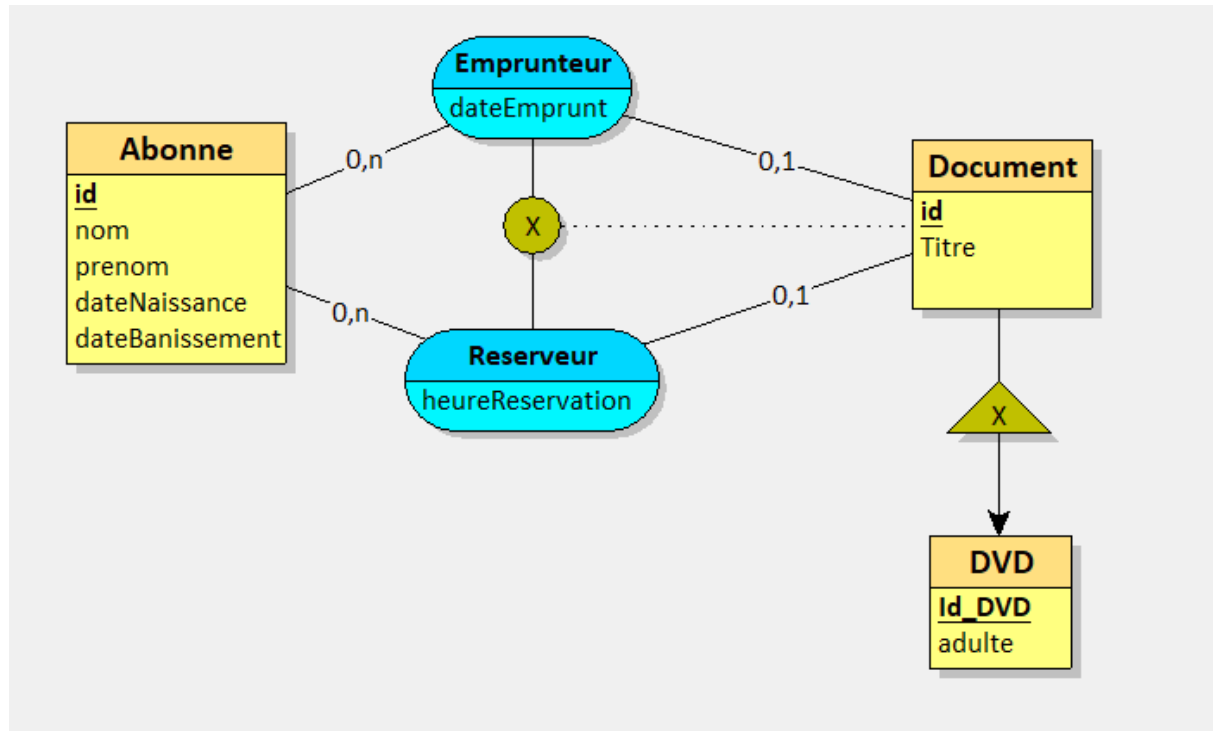 Emprunteur
dateEmprunt
Abonne
id
nom
prenom
dateNaissance
dateBanissement
0,n
0,1
X
0,n
0,1
Document
id
Titre
Reserveur
heureReservation
X
DVD
Id_DVD
adulte